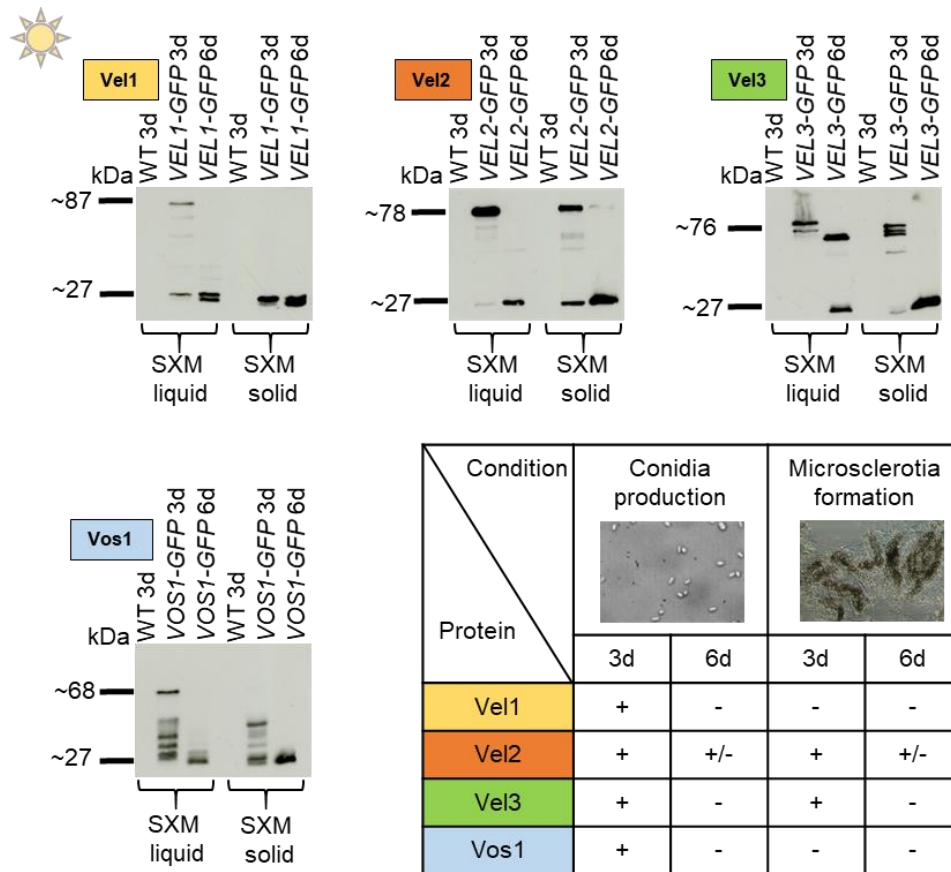 Vel1
WT 3d
VEL1-GFP 3d
VEL1-GFP 6d
WT 3d
VEL1-GFP 3d
VEL1-GFP 6d
kDa
~87
~27
SXM
liquid
SXM
solid
Vel2
WT 3d
VEL2-GFP 3d
VEL2-GFP 6d
WT 3d
VEL2-GFP 3d
VEL2-GFP 6d
kDa
~78
~27
SXM
liquid
SXM
solid
Vel3
WT 3d
VEL3-GFP 3d
VEL3-GFP 6d
WT 3d
VEL3-GFP 3d
VEL3-GFP 6d
kDa
~76
~27
SXM
liquid
SXM
solid
Vos1
WT 3d
VOS1-GFP 3d
VOS1-GFP 6d
WT 3d
VOS1-GFP 3d
VOS1-GFP 6d
kDa
~68
~27
SXM
liquid
SXM
solid
Condition
Protein
Conidia
production
Microsclerotia
formation
3d 6d 3d 6d
Vel1 + - - -
Vel2 + +/- + +/-
Vel3 + - + -
Vos1 + - - -